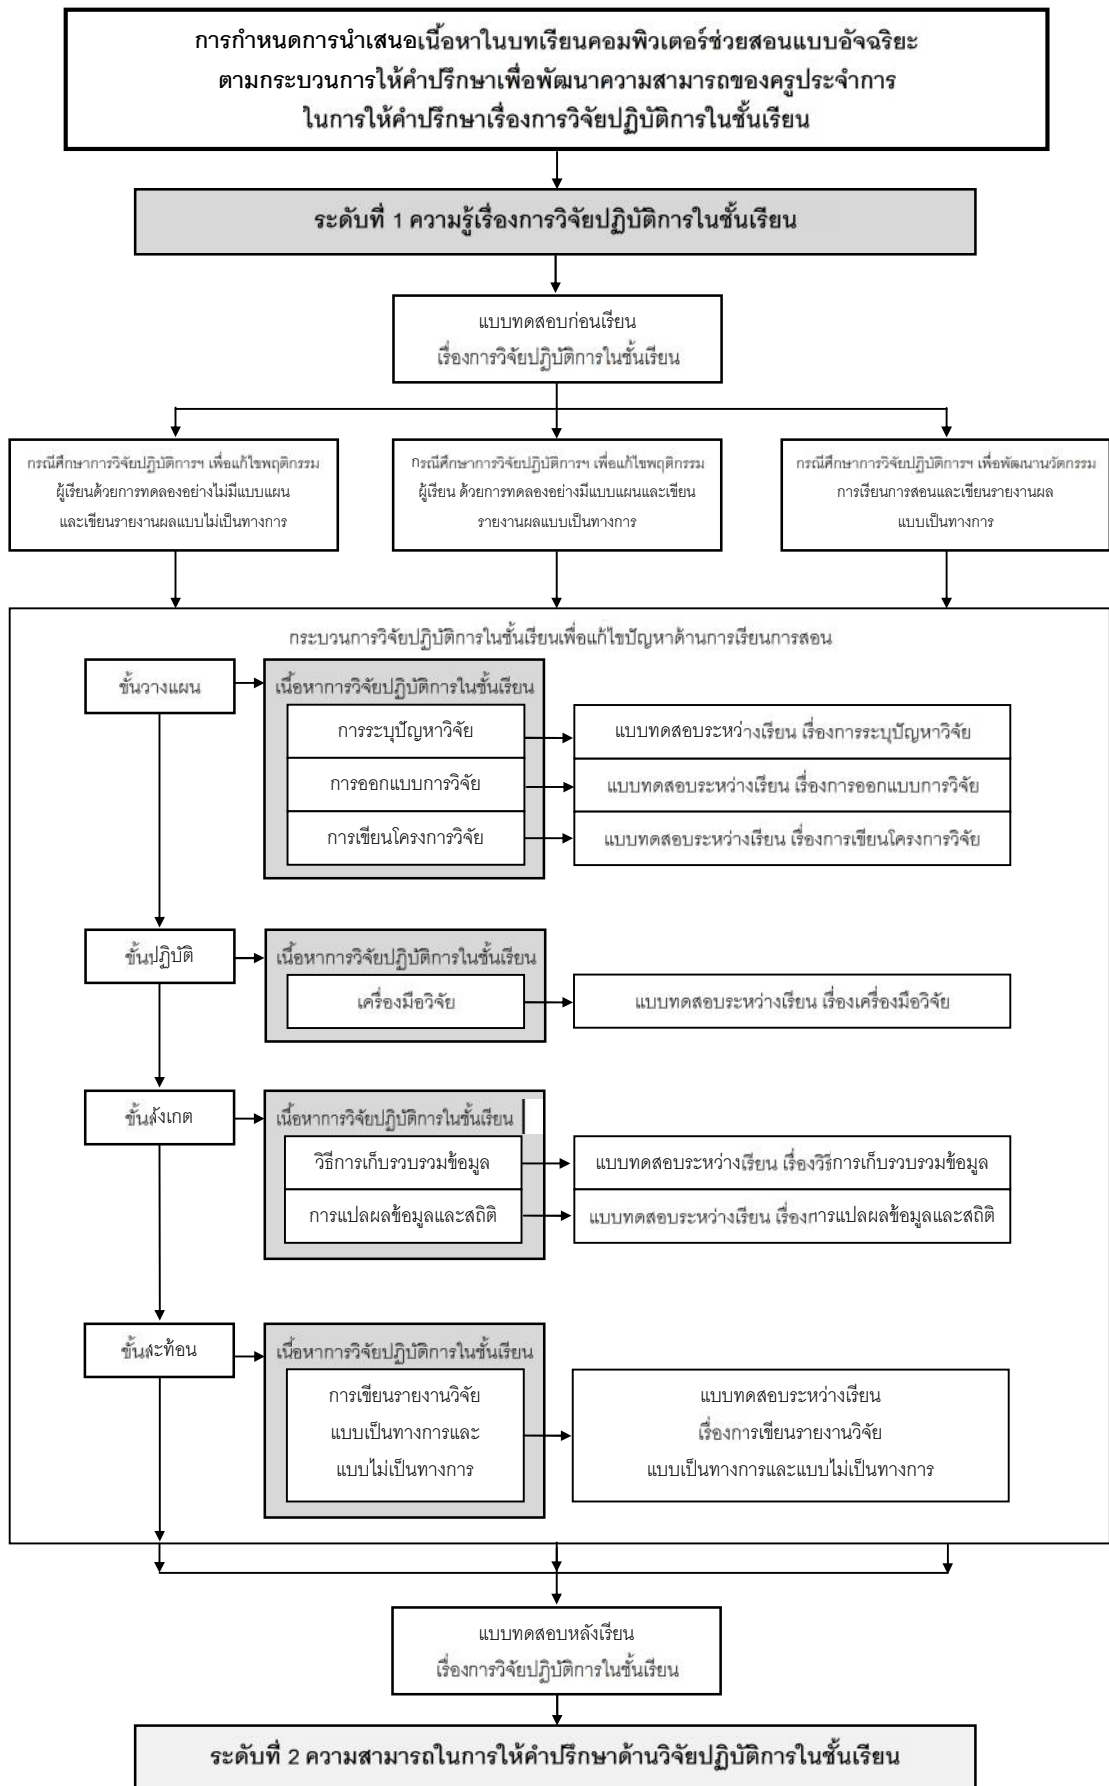 การกำหนดการนำเสนอเนื้อหาในบทเรียนคอมพิวเตอร์ช่วยสอนแบบอัจฉริยะ
ตามกระบวนการให้คำปรึกษาเพื่อพัฒนาความสามารถของครูประจำการ
ในการให้คำปรึกษาเรื่องการวิจัยปฏิบัติการในชั้นเรียน
ระดับที่ 1 ความรู้เรื่องการวิจัยปฏิบัติการในชั้นเรียน
แบบทดสอบก่อนเรียน
เรื่องการวิจัยปฏิบัติการในชั้นเรียน
กรณีศึกษาการวิจัยปฏิบัติการฯ เพื่อแก้ไขพฤติกรรม
ผู้เรียนด้วยการทดลองอย่างไม่มีแบบแผน
และเขียนรายงานผลแบบไม่เป็นทางการ
กรณีศึกษาการวิจัยปฏิบัติการฯ เพื่อแก้ไขพฤติกรรม
ผู้เรียน ด้วยการทดลองอย่างมีแบบแผนและเขียน
รายงานผลแบบเป็นทางการ
กรณีศึกษาการวิจัยปฏิบัติการฯ เพื่อพัฒนานวัตกรรม
การเรียนการสอนและเขียนรายงานผล
แบบเป็นทางการ
กระบวนการวิจัยปฏิบัติการในชั้นเรียนเพื่อแก้ไขปัญหาด้านการเรียนการสอน
ขั้นวางแผน
เนื้อหาการวิจัยปฏิบัติการในชั้นเรียน
การระบุปัญหาวิจัย
แบบทดสอบระหว่างเรียน เรื่องการระบุปัญหาวิจัย
การออกแบบการวิจัย
แบบทดสอบระหว่างเรียน เรื่องการออกแบบการวิจัย
การเขียนโครงการวิจัย
แบบทดสอบระหว่างเรียน เรื่องการเขียนโครงการวิจัย
ขั้นปฏิบัติ
เนื้อหาการวิจัยปฏิบัติการในชั้นเรียน
เครื่องมือวิจัย
แบบทดสอบระหว่างเรียน เรื่องเครื่องมือวิจัย
ขั้นสังเกต
เนื้อหาการวิจัยปฏิบัติการในชั้นเรียน
วิธีการเก็บรวบรวมข้อมูล
แบบทดสอบระหว่างเรียน เรื่องวิธีการเก็บรวบรวมข้อมูล
การแปลผลข้อมูลและสถิติ
แบบทดสอบระหว่างเรียน เรื่องการแปลผลข้อมูลและสถิติ
ขั้นสะท้อน
เนื้อหาการวิจัยปฏิบัติการในชั้นเรียน
การเขียนรายงานวิจัย
แบบเป็นทางการและ
แบบไม่เป็นทางการ
แบบทดสอบระหว่างเรียน
เรื่องการเขียนรายงานวิจัย
แบบเป็นทางการและแบบไม่เป็นทางการ
แบบทดสอบหลังเรียน
เรื่องการวิจัยปฏิบัติการในชั้นเรียน
ระดับที่ 2 ความสามารถในการให้คำปรึกษาด้านวิจัยปฏิบัติการในชั้นเรียน